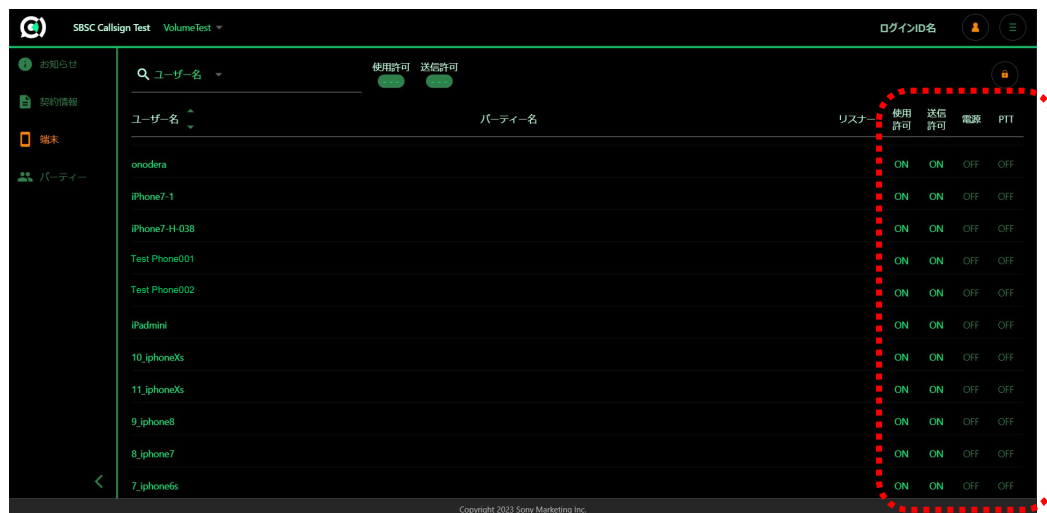 SBSC Callsign Test VolumeTest ログインID名
お知らせ
契約情報
端末
パーティー
ユーザー名 使用許可 送信許可
--- ---
ユーザー名 パーティー名 リスナー 使用許可 送信許可 電源 PTT
onodera ON ON OFF OFF
iPhone7-1 ON ON OFF OFF
iPhone7-H-038 ON ON OFF OFF
Test Phone001 ON ON OFF OFF
Test Phone002 ON ON OFF OFF
iPadmini ON ON OFF OFF
10_iphoneXs ON ON OFF OFF
11_iphoneXs ON ON OFF OFF
9_iphone8 ON ON OFF OFF
8_iphone7 ON ON OFF OFF
7_iphone6s ON ON OFF OFF
Copyright 2023 Sony Marketing Inc.